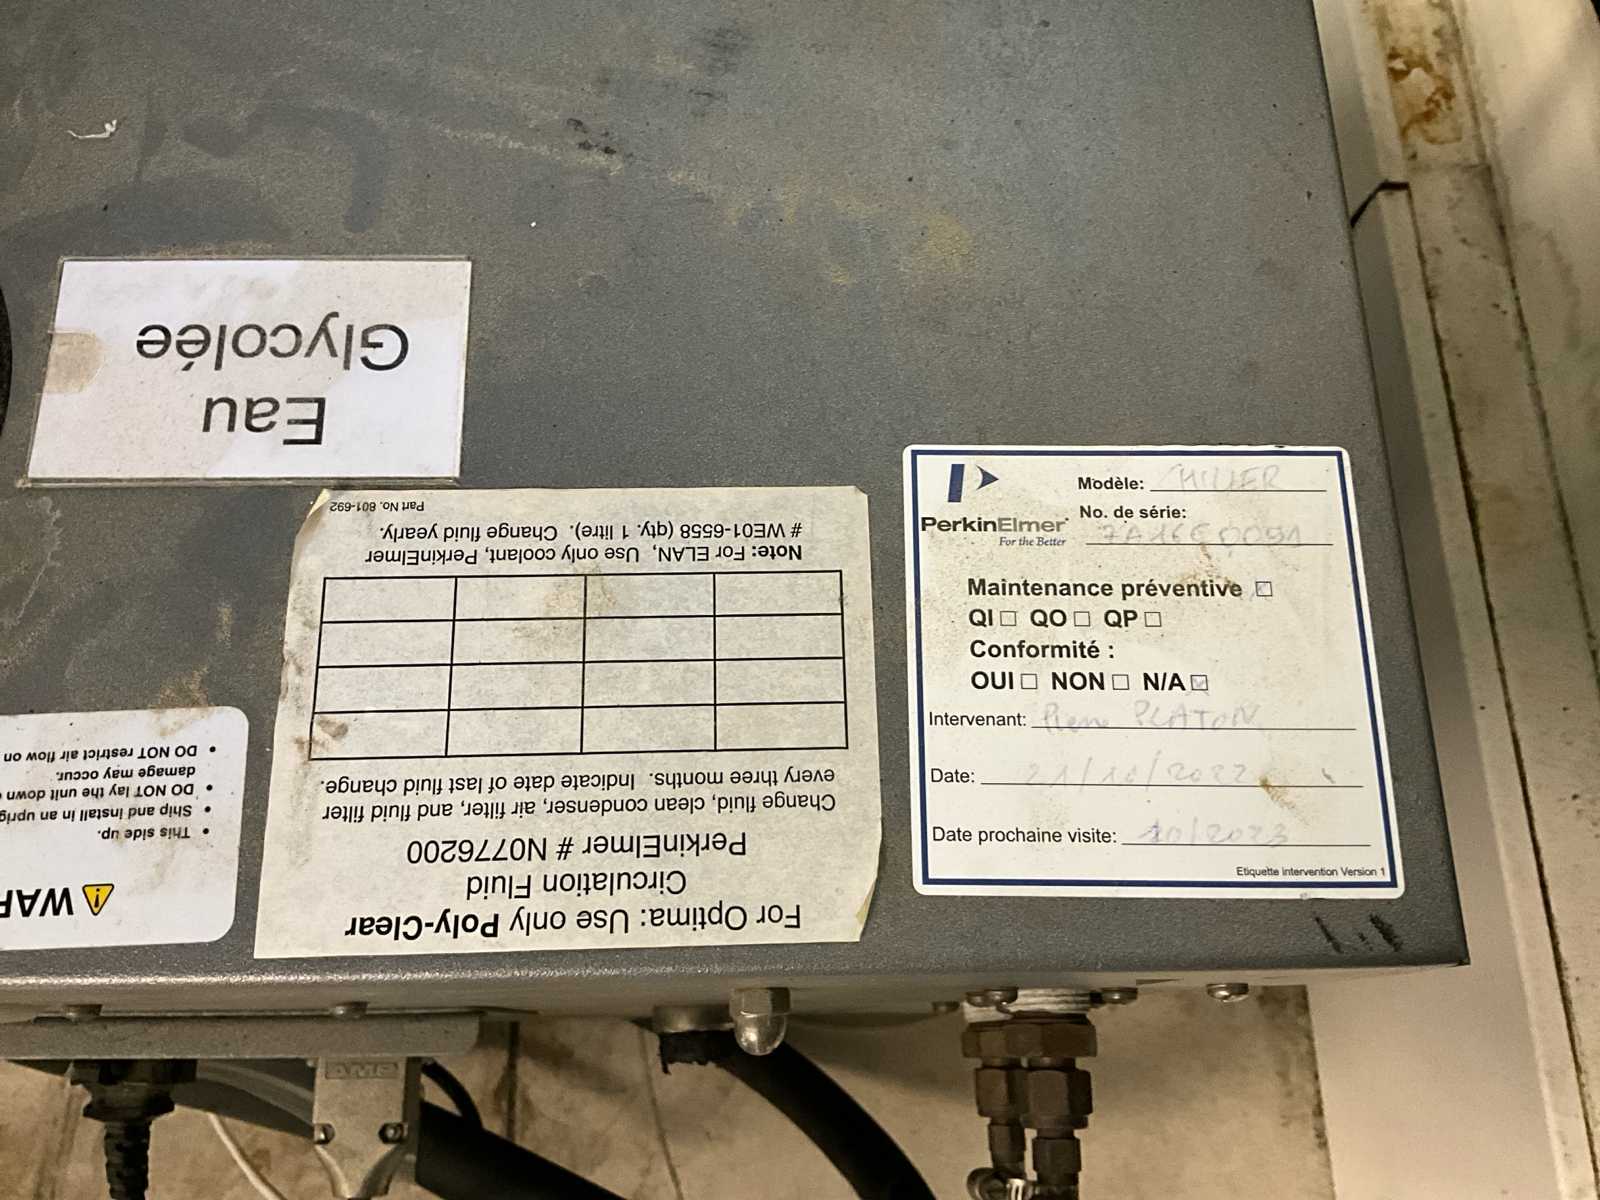 Eau
Glycolée
For Optima: Use only Poly-Clear
Circulation Fluid
PerkinElmer # N0776200
Change fluid, clean condenser, air filter, and fluid filter
every three months. Indicate date of last fluid change.
Note: For ELAN, Use only coolant, PerkinElmer
# WE01-6558 (qty. 1 litre). Change fluid yearly.
Part No. 801-692
• This side up.
• Ship and install in an
• DO NOT lay the unit down
damage may occur.
• DO NOT restrict air flow on
PerkinElmer
For the Better
Modèle: CHILLER
No. de série:
Maintenance préventive
QI QO QP
Conformité :
OUI NON N/A
Intervenant: PLATON
Date: 21/10/2022
Date prochaine visite: 10/2023
Etiquette Intervention Version 1
AMP